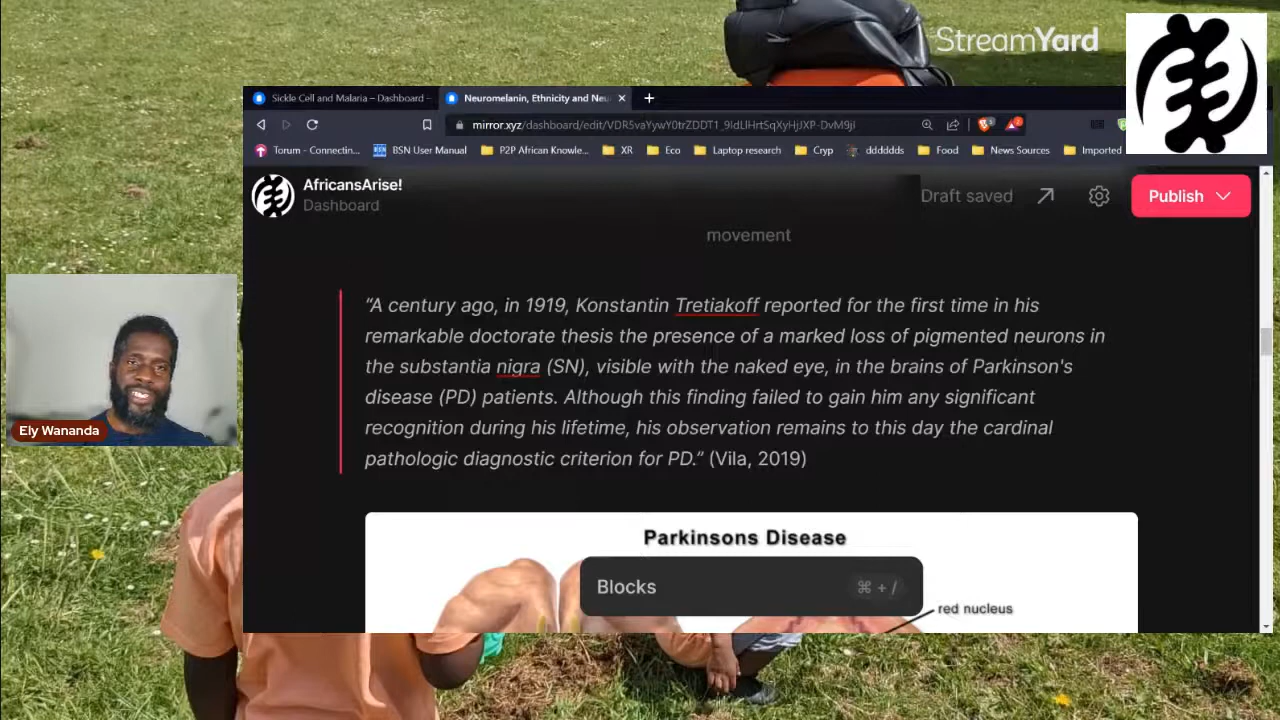 StreamYard
Sickle Cell and Malaria – Dashboard -
Neuromelanin, Ethnicity and Neu
mirror.xyz/dashboard/edit/
Torum - Connectin...
BSN User Manual
P2P African Knowle...
XR
Eco
Laptop research
Cryp
dddddds
Food
News Sources
Imported
AfricansArise!
Dashboard
Draft saved
Publish
movement
“A century ago, in 1919, Konstantin Tretiakoff reported for the first time in his
remarkable doctorate thesis the presence of a marked loss of pigmented neurons in
the substantia nigra (SN), visible with the naked eye, in the brains of Parkinson's
disease (PD) patients. Although this finding failed to gain him any significant
recognition during his lifetime, his observation remains to this day the cardinal
pathologic diagnostic criterion for PD.” (Vila, 2019)
Parkinsons Disease
Blocks
⌘ + /
red nucleus
Ely Wananda